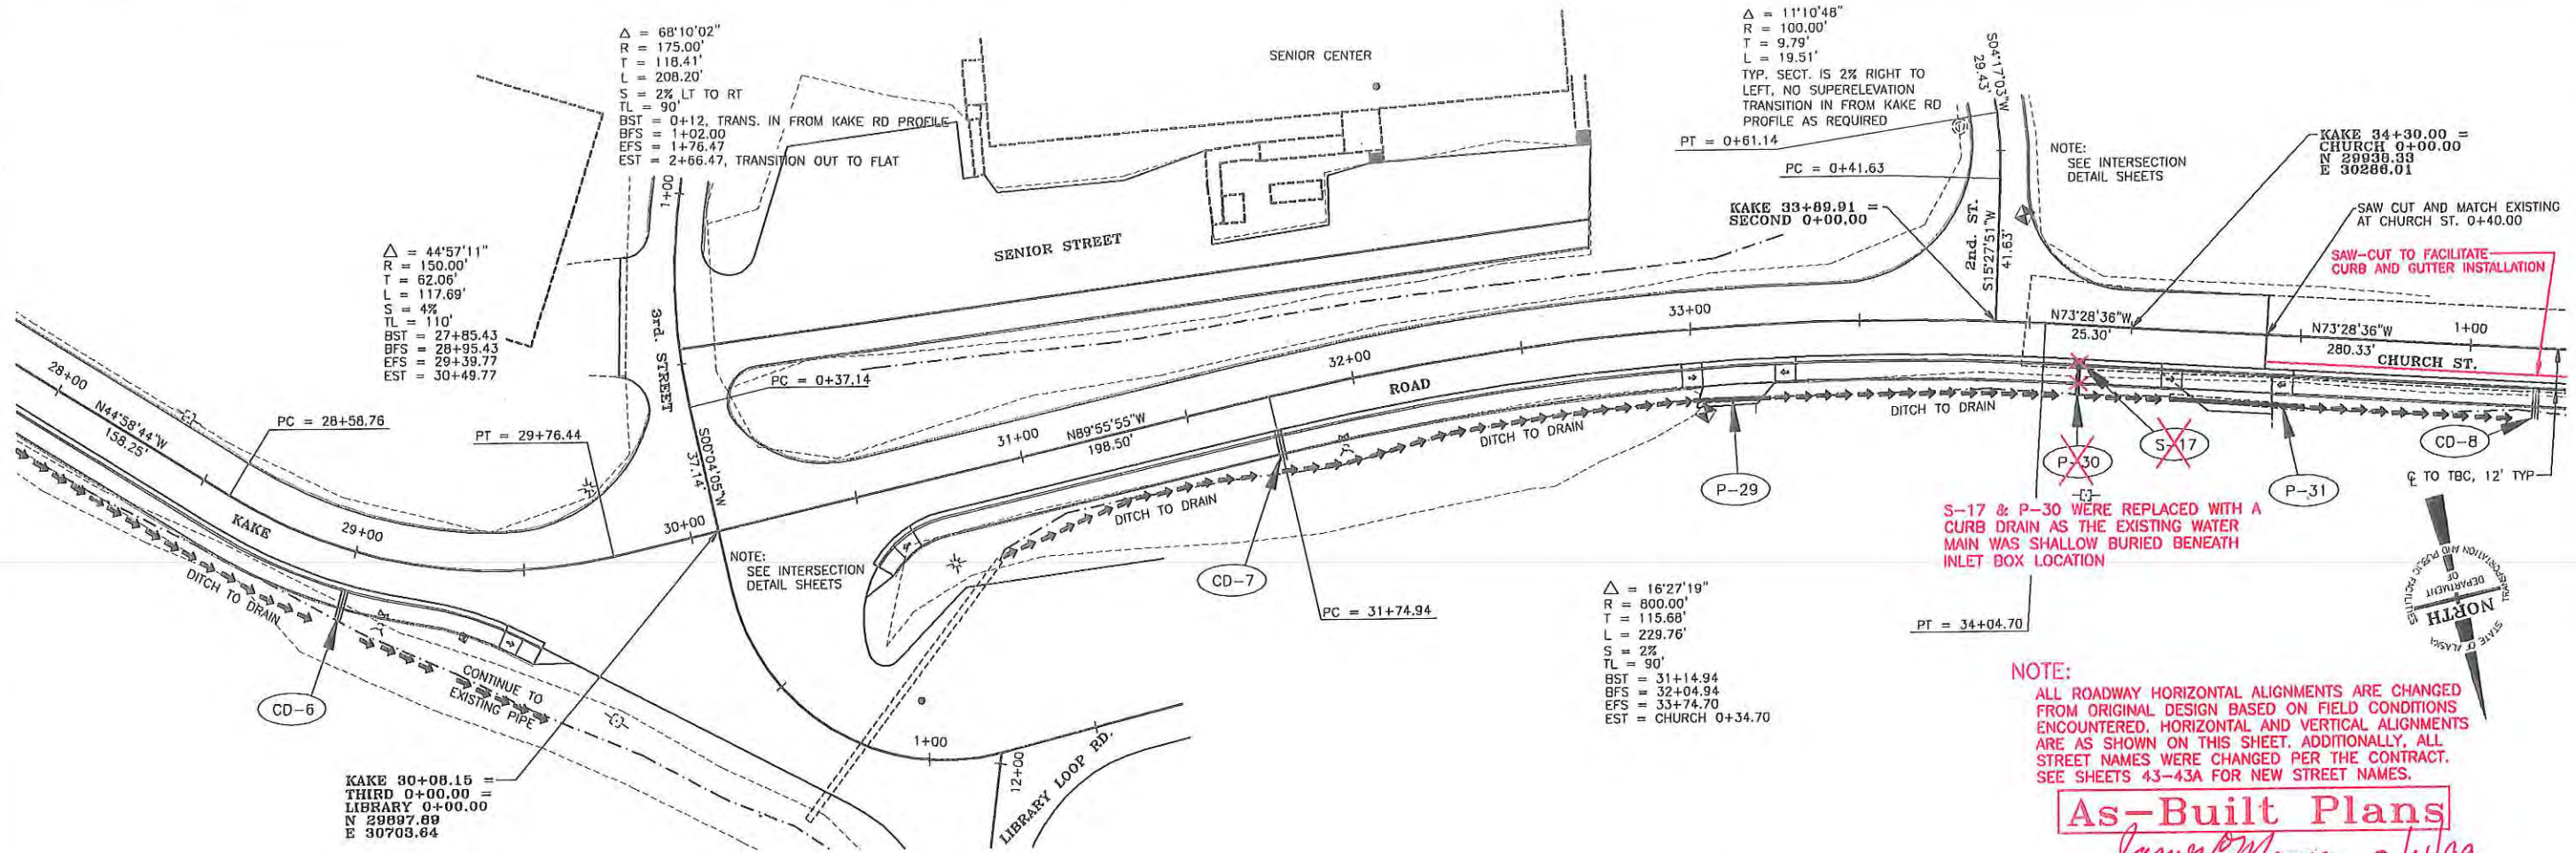 Δ = 68°10'02"
R = 175.00'
T = 118.41'
L = 208.20'
S = 2% LT TO RT
TL = 90'
BST = 0+12, TRANS. IN FROM KAKE RD PROFILE
BFS = 1+02.00
EFS = 1+76.47
EST = 2+66.47, TRANSITION OUT TO FLAT
SENIOR CENTER
Δ = 11°10'48"
R = 100.00'
T = 9.79'
L = 19.51'
TYP. SECT. IS 2% RIGHT TO
LEFT, NO SUPERELEVATION
TRANSITION IN FROM KAKE RD
PROFILE AS REQUIRED
PT = 0+61.14
PC = 0+41.63
KAKE 33+89.91 =
SECOND 0+00.00
S04°17'03"W
29.43'
2nd. ST.
S15°27'51"W
41.63'
NOTE:
SEE INTERSECTION
DETAIL SHEETS
KAKE 34+30.00 =
CHURCH 0+00.00
N 29938.33
E 30286.01
SAW CUT AND MATCH EXISTING
AT CHURCH ST. 0+40.00
SAW-CUT TO FACILITATE
CURB AND GUTTER INSTALLATION
Δ = 44°57'11"
R = 150.00'
T = 62.06'
L = 117.69'
S = 4%
TL = 110'
BST = 27+85.43
BFS = 28+95.43
EFS = 29+39.77
EST = 30+49.77
1+00
3rd. STREET
SENIOR STREET
PC = 0+37.14
S00°04'05"W
37.14'
28+00
N44°58'44"W
158.25'
PC = 28+58.76
PT = 29+76.44
KAKE
29+00
30+00
31+00
N89°55'55"W
198.50'
32+00
ROAD
33+00
N73°28'36"W
25.30'
N73°28'36"W
280.33'
1+00
CHURCH ST.
DITCH TO DRAIN
DITCH TO DRAIN
DITCH TO DRAIN
DITCH TO DRAIN
CONTINUE TO
EXISTING PIPE
CD-6
CD-7
P-29
P-30
S-17
P-31
CD-8
℄ TO TBC, 12' TYP
NOTE:
SEE INTERSECTION
DETAIL SHEETS
PC = 31+74.94
PT = 34+04.70
S-17 & P-30 WERE REPLACED WITH A
CURB DRAIN AS THE EXISTING WATER
MAIN WAS SHALLOW BURIED BENEATH
INLET BOX LOCATION
Δ = 16°27'19"
R = 800.00'
T = 115.68'
L = 229.76'
S = 2%
TL = 90'
BST = 31+14.94
BFS = 32+04.94
EFS = 33+74.70
EST = CHURCH 0+34.70
KAKE 30+08.15 =
THIRD 0+00.00 =
LIBRARY 0+00.00
N 29897.89
E 30703.64
1+00
12+00
LIBRARY LOOP RD.
STATE OF ALASKA
NORTH
DEPARTMENT
OF
TRANSPORTATION AND PUBLIC FACILITIES
NOTE:
ALL ROADWAY HORIZONTAL ALIGNMENTS ARE CHANGED
FROM ORIGINAL DESIGN BASED ON FIELD CONDITIONS
ENCOUNTERED. HORIZONTAL AND VERTICAL ALIGNMENTS
ARE AS SHOWN ON THIS SHEET. ADDITIONALLY, ALL
STREET NAMES WERE CHANGED PER THE CONTRACT.
SEE SHEETS 43-43A FOR NEW STREET NAMES.
As-Built Plans